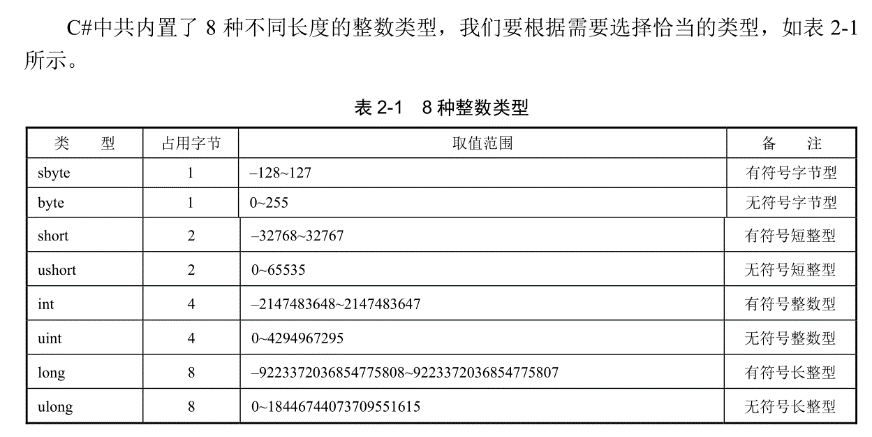 C#中共内置了 8 种不同长度的整数类型，我们要根据需要选择恰当的类型，如表 2-1
所示。
表 2-1 8 种整数类型
类 型 占用字节 取值范围 备 注
sbyte 1 –128~127 有符号字节型
byte 1 0~255 无符号字节型
short 2 –32768~32767 有符号短整型
ushort 2 0~65535 无符号短整型
int 4 –2147483648~2147483647 有符号整数型
uint 4 0~4294967295 无符号整数型
long 8 –9223372036854775808~9223372036854775807 有符号长整型
ulong 8 0~18446744073709551615 无符号长整型